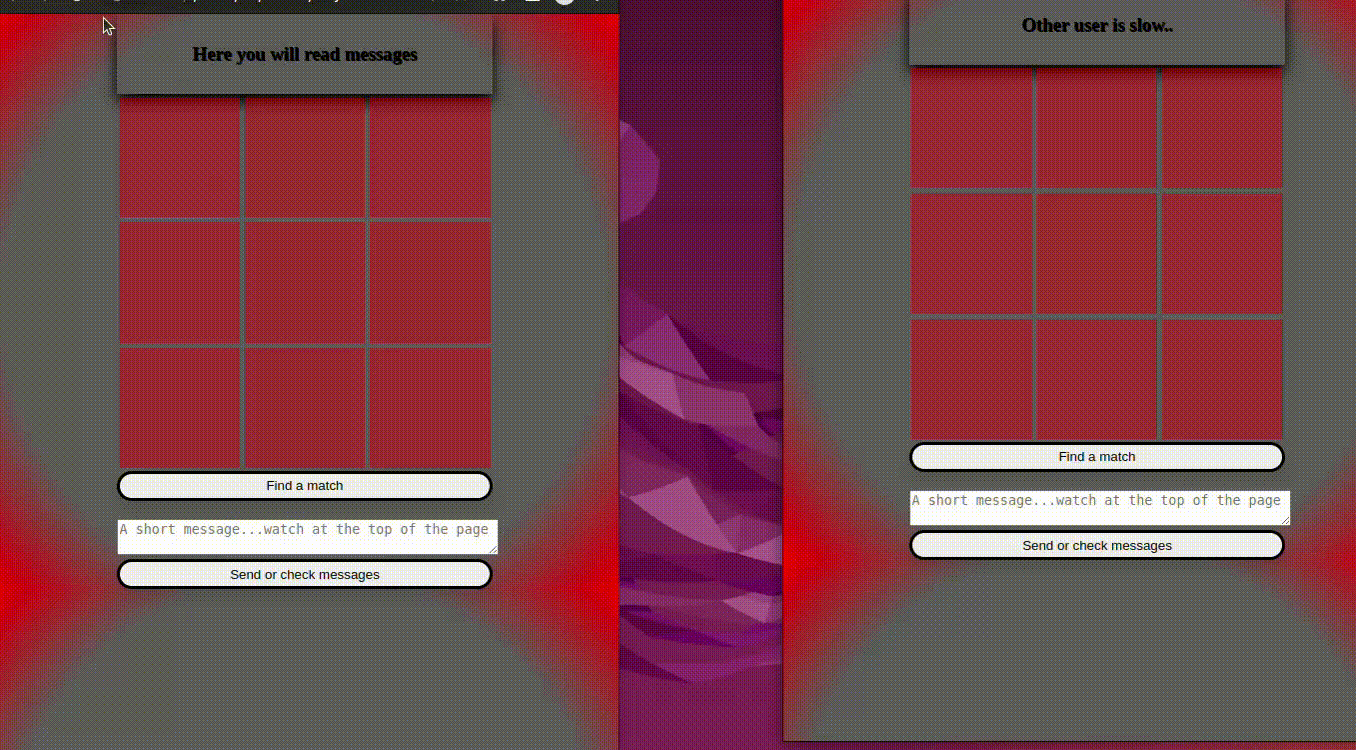 Here you will read messages
Find a match
A short message...watch at the top of the page
Send or check messages
Other user is slow..
Find a match
A short message...watch at the top of the page
Send or check messages